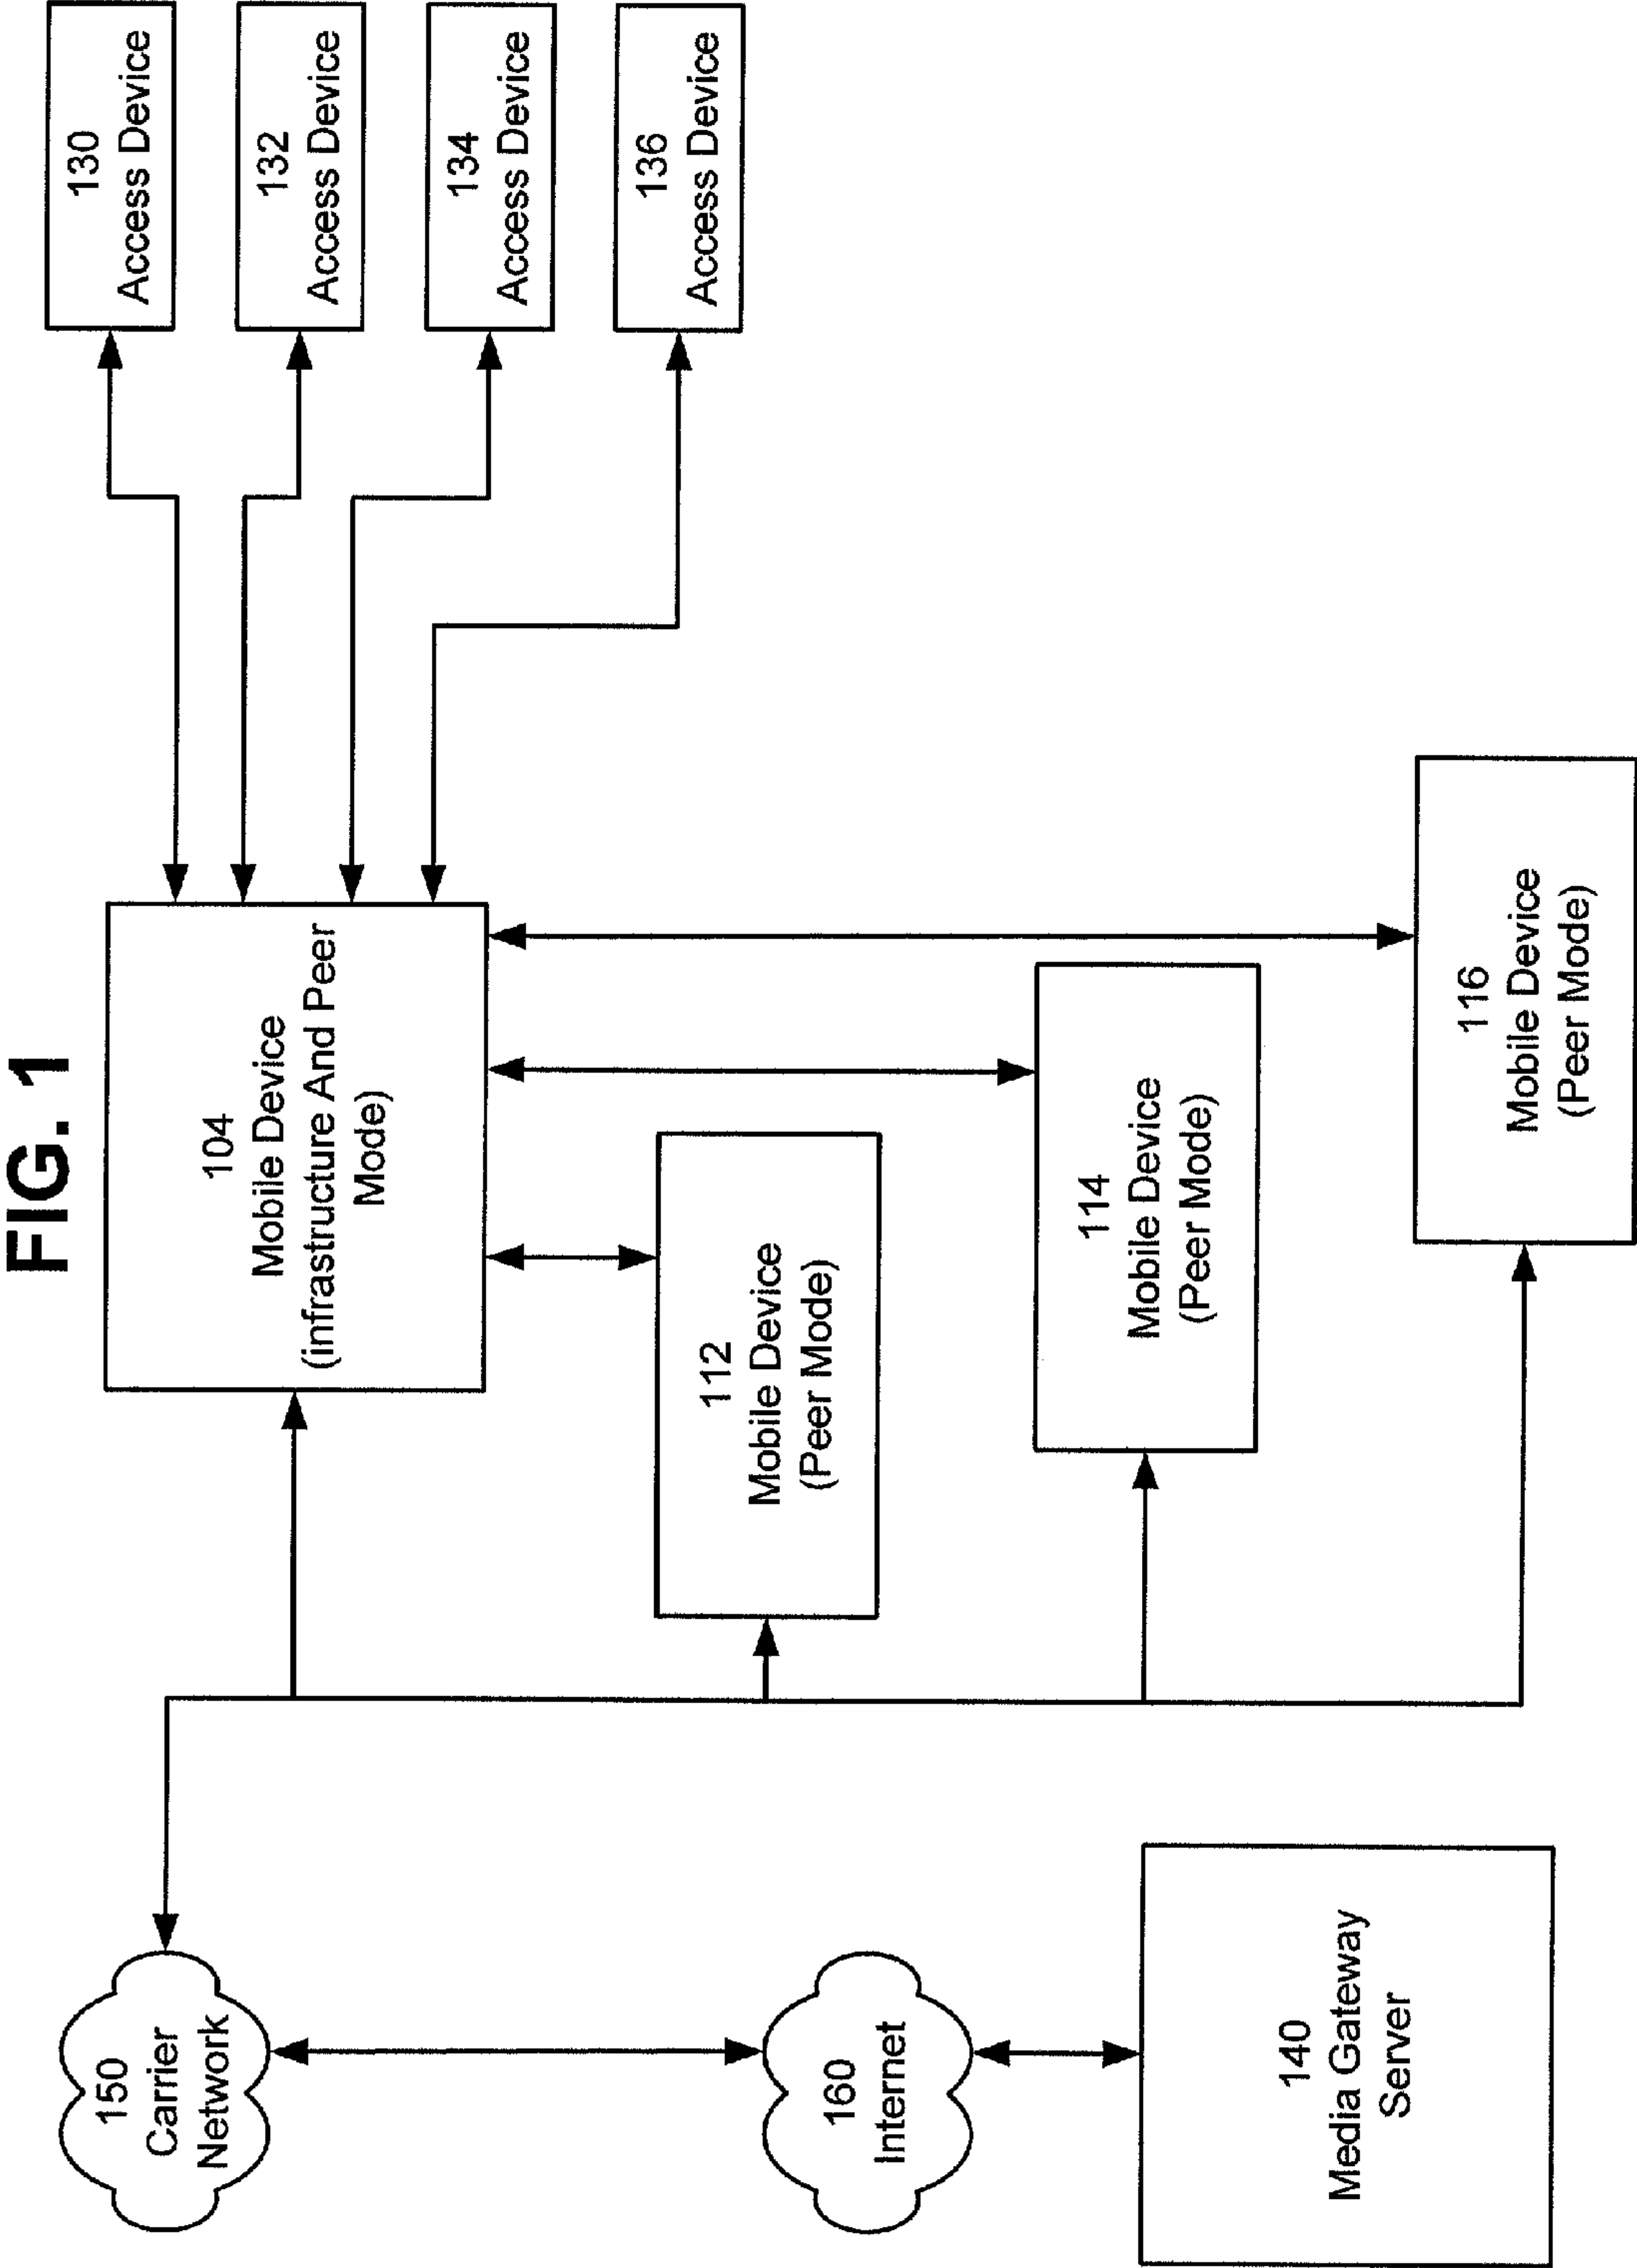 FIG. 1
150
Carrier
Network
160
Internet
140
Media Gateway
Server
104
Mobile Device
(infrastructure And Peer
Mode)
112
Mobile Device
(Peer Mode)
114
Mobile Device
(Peer Mode)
116
Mobile Device
(Peer Mode)
130
Access Device
132
Access Device
134
Access Device
136
Access Device